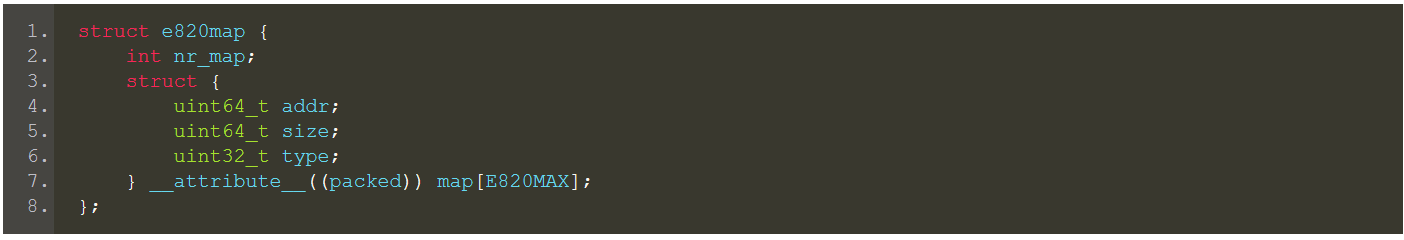 1. struct e820map {
2.     int nr_map;
3.     struct {
4.         uint64_t addr;
5.         uint64_t size;
6.         uint32_t type;
7.     } __attribute__((packed)) map[E820MAX];
8. };